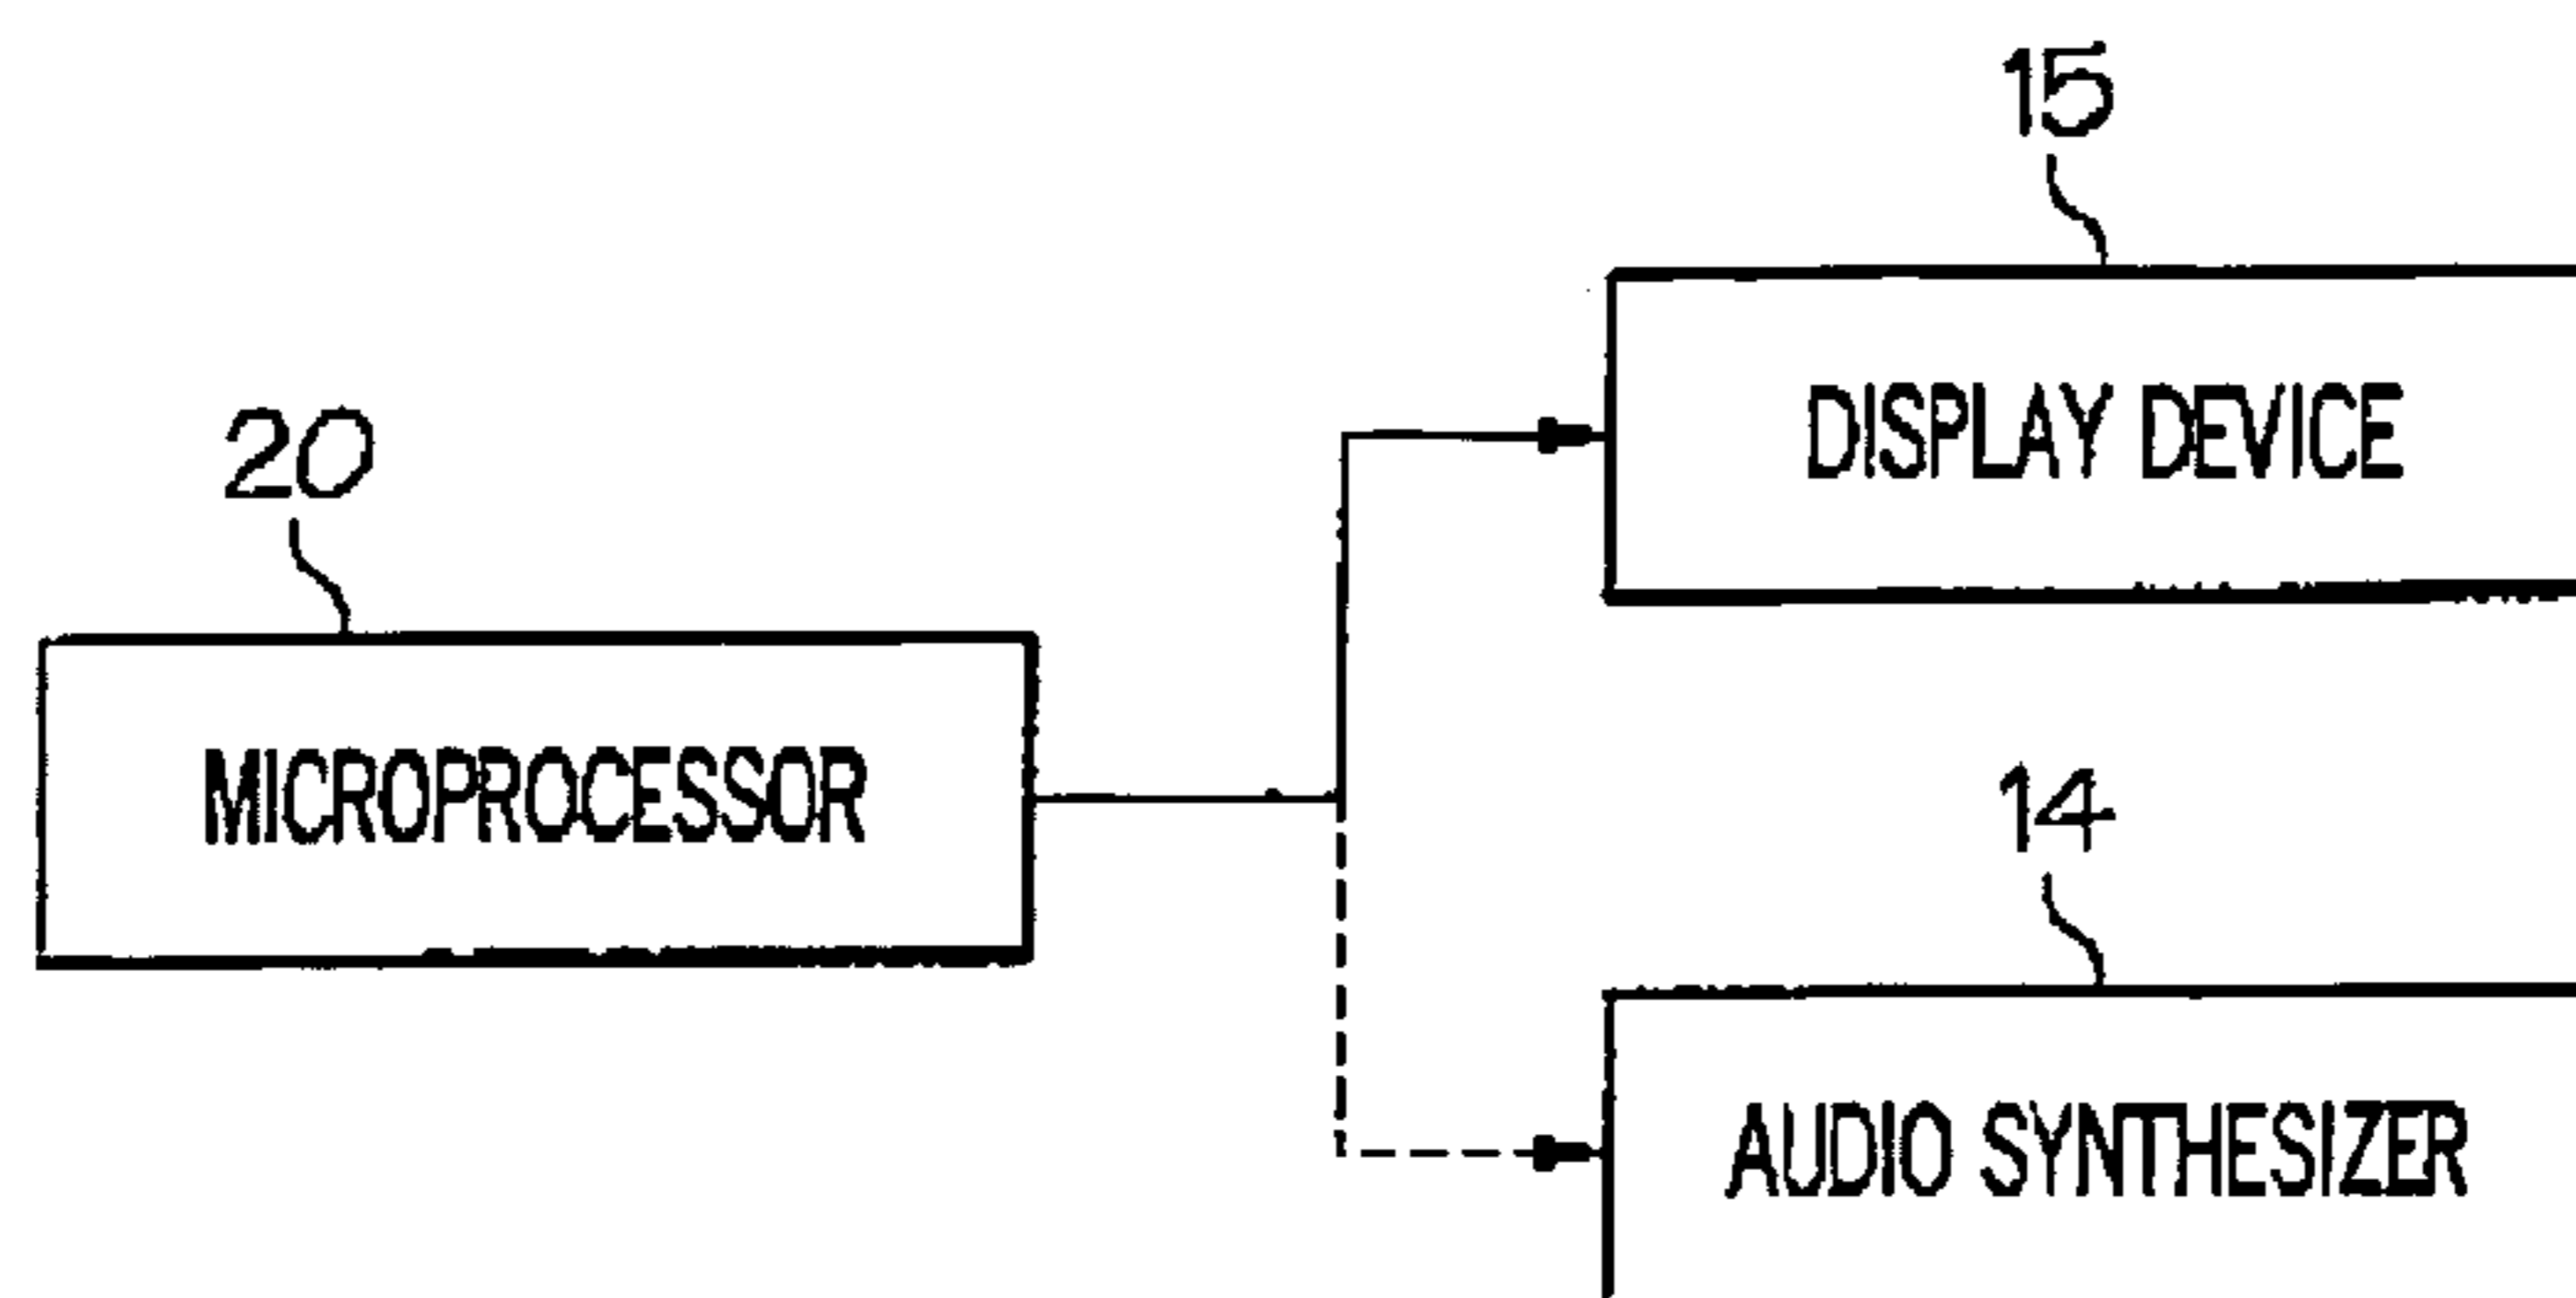 15
DISPLAY DEVICE
20
MICROPROCESSOR
14
AUDIO SYNTHESIZER